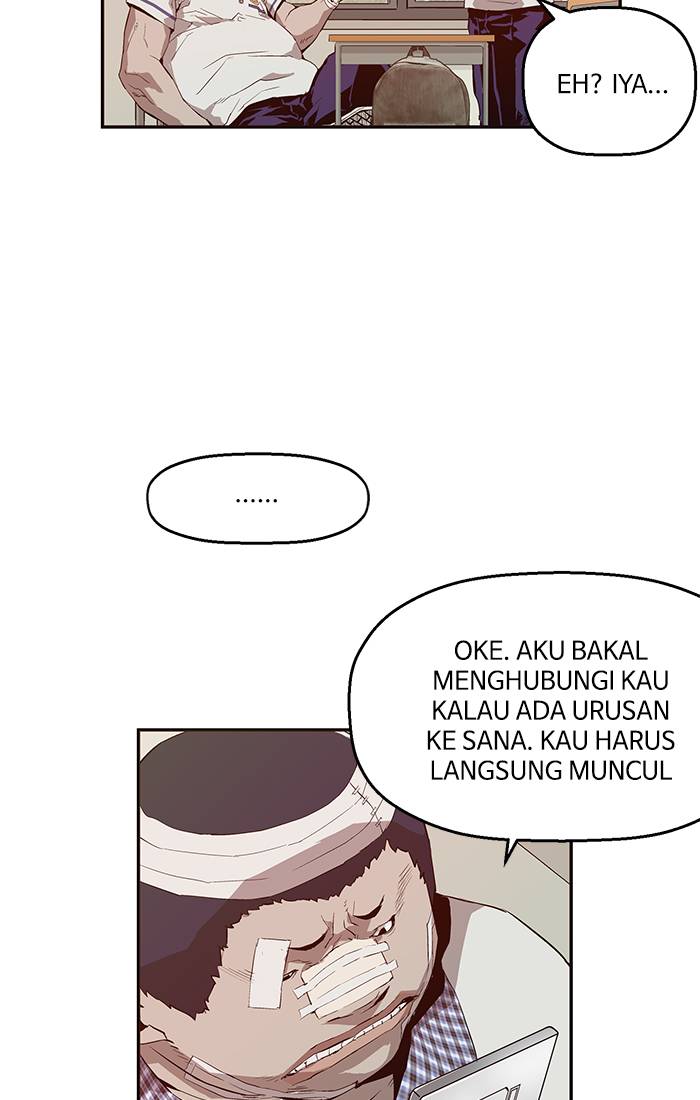 EH? IYA...
......
OKE. AKU BAKAL
MENGHUBUNGI KAU
KALAU ADA URUSAN
KE SANA. KAU HARUS
LANGSUNG MUNCUL